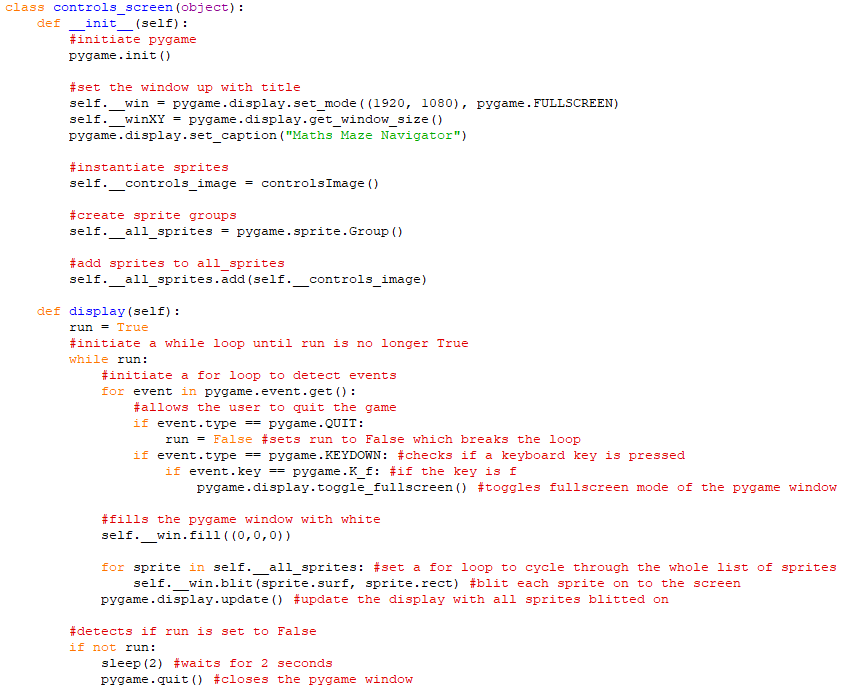 class controls_screen(object):
    def __init__(self):
        #initiate pygame
        pygame.init()

        #set the window up with title
        self.__win = pygame.display.set_mode((1920, 1080), pygame.FULLSCREEN)
        self.__winXY = pygame.display.get_window_size()
        pygame.display.set_caption("Maths Maze Navigator")

        #instantiate sprites
        self.__controls_image = controlsImage()

        #create sprite groups
        self.__all_sprites = pygame.sprite.Group()

        #add sprites to all_sprites
        self.__all_sprites.add(self.__controls_image)

    def display(self):
        run = True
        #initiate a while loop until run is no longer True
        while run:
            #initiate a for loop to detect events
            for event in pygame.event.get():
                #allows the user to quit the game
                if event.type == pygame.QUIT:
                    run = False #sets run to False which breaks the loop
                if event.type == pygame.KEYDOWN: #checks if a keyboard key is pressed
                    if event.key == pygame.K_f: #if the key is f
                        pygame.display.toggle_fullscreen() #toggles fullscreen mode of the pygame window

            #fills the pygame window with white
            self.__win.fill((0,0,0))

            for sprite in self.__all_sprites: #set a for loop to cycle through the whole list of sprites
                self.__win.blit(sprite.surf, sprite.rect) #blit each sprite on to the screen
            pygame.display.update() #update the display with all sprites blitted on

        #detects if run is set to False
        if not run:
            sleep(2) #waits for 2 seconds
            pygame.quit() #closes the pygame window